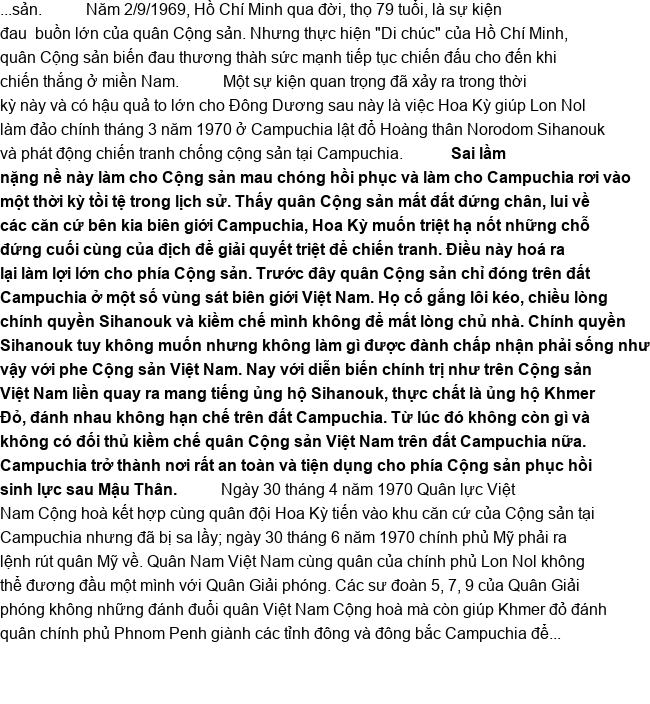 ...sản. Năm 2/9/1969, Hồ Chí Minh qua đời, thọ 79 tuổi, là sự kiện
đau buồn lớn của quân Cộng sản. Nhưng thực hiện "Di chúc" của Hồ Chí Minh,
quân Cộng sản biến đau thương thàh sức mạnh tiếp tục chiến đấu cho đến khi
chiến thắng ở miền Nam. Một sự kiện quan trọng đã xảy ra trong thời
kỳ này và có hậu quả to lớn cho Đông Dương sau này là việc Hoa Kỳ giúp Lon Nol
làm đảo chính tháng 3 năm 1970 ở Campuchia lật đổ Hoàng thân Norodom Sihanouk
và phát động chiến tranh chống cộng sản tại Campuchia. Sai lầm
nặng nề này làm cho Cộng sản mau chóng hồi phục và làm cho Campuchia rơi vào
một thời kỳ tồi tệ trong lịch sử. Thấy quân Cộng sản mất đất đứng chân, lui về
các căn cứ bên kia biên giới Campuchia, Hoa Kỳ muốn triệt hạ nốt những chỗ
đứng cuối cùng của địch để giải quyết triệt để chiến tranh. Điều này hoá ra
lại làm lợi lớn cho phía Cộng sản. Trước đây quân Cộng sản chỉ đóng trên đất
Campuchia ở một số vùng sát biên giới Việt Nam. Họ cố gắng lôi kéo, chiều lòng
chính quyền Sihanouk và kiềm chế mình không để mất lòng chủ nhà. Chính quyền
Sihanouk tuy không muốn nhưng không làm gì được đành chấp nhận phải sống như
vậy với phe Cộng sản Việt Nam. Nay với diễn biến chính trị như trên Cộng sản
Việt Nam liền quay ra mang tiếng ủng hộ Sihanouk, thực chất là ủng hộ Khmer
Đỏ, đánh nhau không hạn chế trên đất Campuchia. Từ lúc đó không còn gì và
không có đối thủ kiềm chế quân Cộng sản Việt Nam trên đất Campuchia nữa.
Campuchia trở thành nơi rất an toàn và tiện dụng cho phía Cộng sản phục hồi
sinh lực sau Mậu Thân. Ngày 30 tháng 4 năm 1970 Quân lực Việt
Nam Cộng hoà kết hợp cùng quân đội Hoa Kỳ tiến vào khu căn cứ của Cộng sản tại
Campuchia nhưng đã bị sa lầy; ngày 30 tháng 6 năm 1970 chính phủ Mỹ phải ra
lệnh rút quân Mỹ về. Quân Nam Việt Nam cùng quân của chính phủ Lon Nol không
thể đương đầu một mình với Quân Giải phóng. Các sư đoàn 5, 7, 9 của Quân Giải
phóng không những đánh đuổi quân Việt Nam Cộng hoà mà còn giúp Khmer đỏ đánh
quân chính phủ Phnom Penh giành các tỉnh đông và đông bắc Campuchia để...